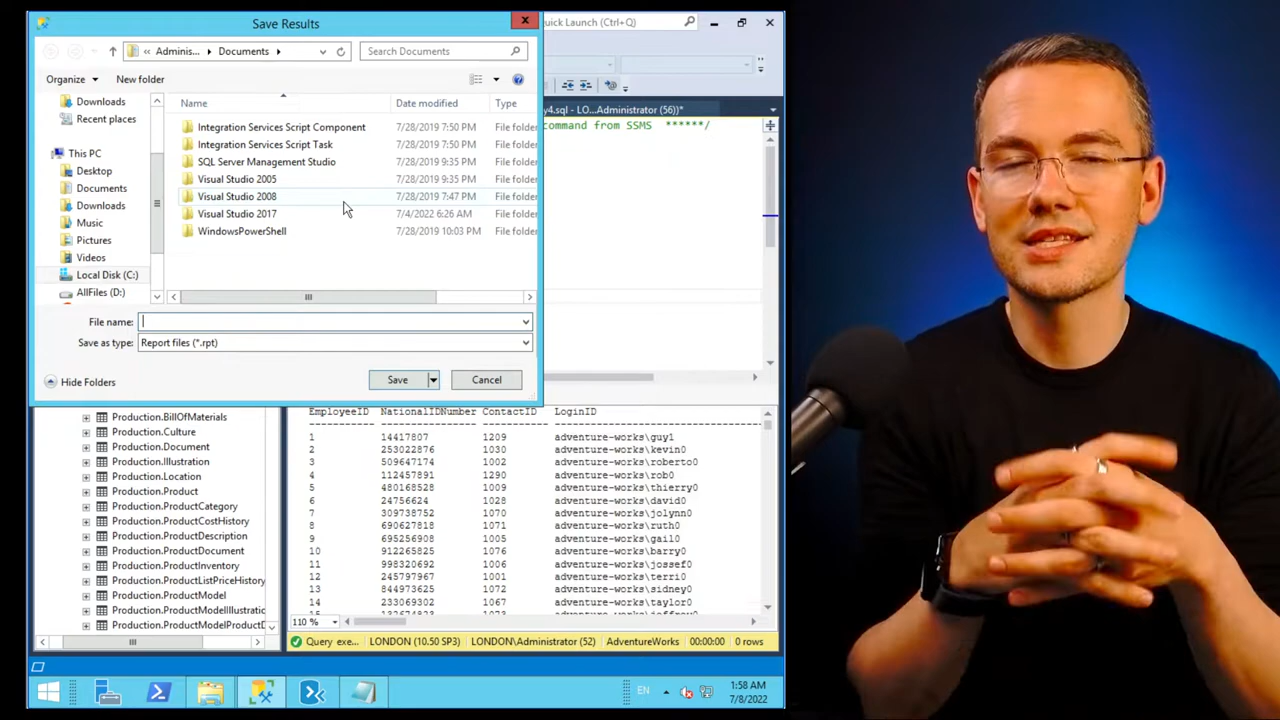 Save Results
Quick Launch (Ctrl+Q)
Adminis...
Documents
Search Documents
Organize
New folder
y4.sql - LO...Administrator (56))*
Downloads
Recent places
This PC
Desktop
Documents
Downloads
Music
Pictures
Videos
Local Disk (C:)
AllFiles (D:)
Name
Date modified
Type
Integration Services Script Component 7/28/2019 7:50 PM File folder
Integration Services Script Task 7/28/2019 7:50 PM File folder
SQL Server Management Studio 7/28/2019 9:35 PM File folder
Visual Studio 2005 7/28/2019 9:35 PM File folder
Visual Studio 2008 7/28/2019 7:47 PM File folder
Visual Studio 2017 7/4/2022 6:26 AM File folder
WindowsPowerShell 7/28/2019 10:03 PM File folder
command from SSMS ******/
File name:
Save as type: Report files (*.rpt)
Hide Folders
Save
Cancel
Production.BillOfMaterials
Production.Culture
Production.Document
Production.Illustration
Production.Location
Production.Product
Production.ProductCategory
Production.ProductCostHistory
Production.ProductDescription
Production.ProductDocument
Production.ProductInventory
Production.ProductListPriceHistory
Production.ProductModel
Production.ProductModelIllustratio
Production.ProductModelProductD
EmployeeID NationalIDNumber ContactID LoginID
----------- ---------------- ----------- ------------------------------
1 14417807 1209 adventure-works\guy1
2 253022876 1030 adventure-works\kevin0
3 509647174 1002 adventure-works\roberto0
4 112457891 1290 adventure-works\rob0
5 480168528 1009 adventure-works\thierry0
6 24756624 1028 adventure-works\david0
7 309738752 1070 adventure-works\jolynn0
8 690627818 1071 adventure-works\ruth0
9 695256908 1005 adventure-works\gail0
10 912265825 1076 adventure-works\barry0
11 998320692 1006 adventure-works\jossef0
12 245797967 1001 adventure-works\terri0
13 844973625 1072 adventure-works\sidney0
14 233069302 1067 adventure-works\taylor0
110 %
Query exe...
LONDON (10.50 SP3)
LONDON\Administrator (52)
AdventureWorks
00:00:00
0 rows
EN
1:58 AM
7/8/2022